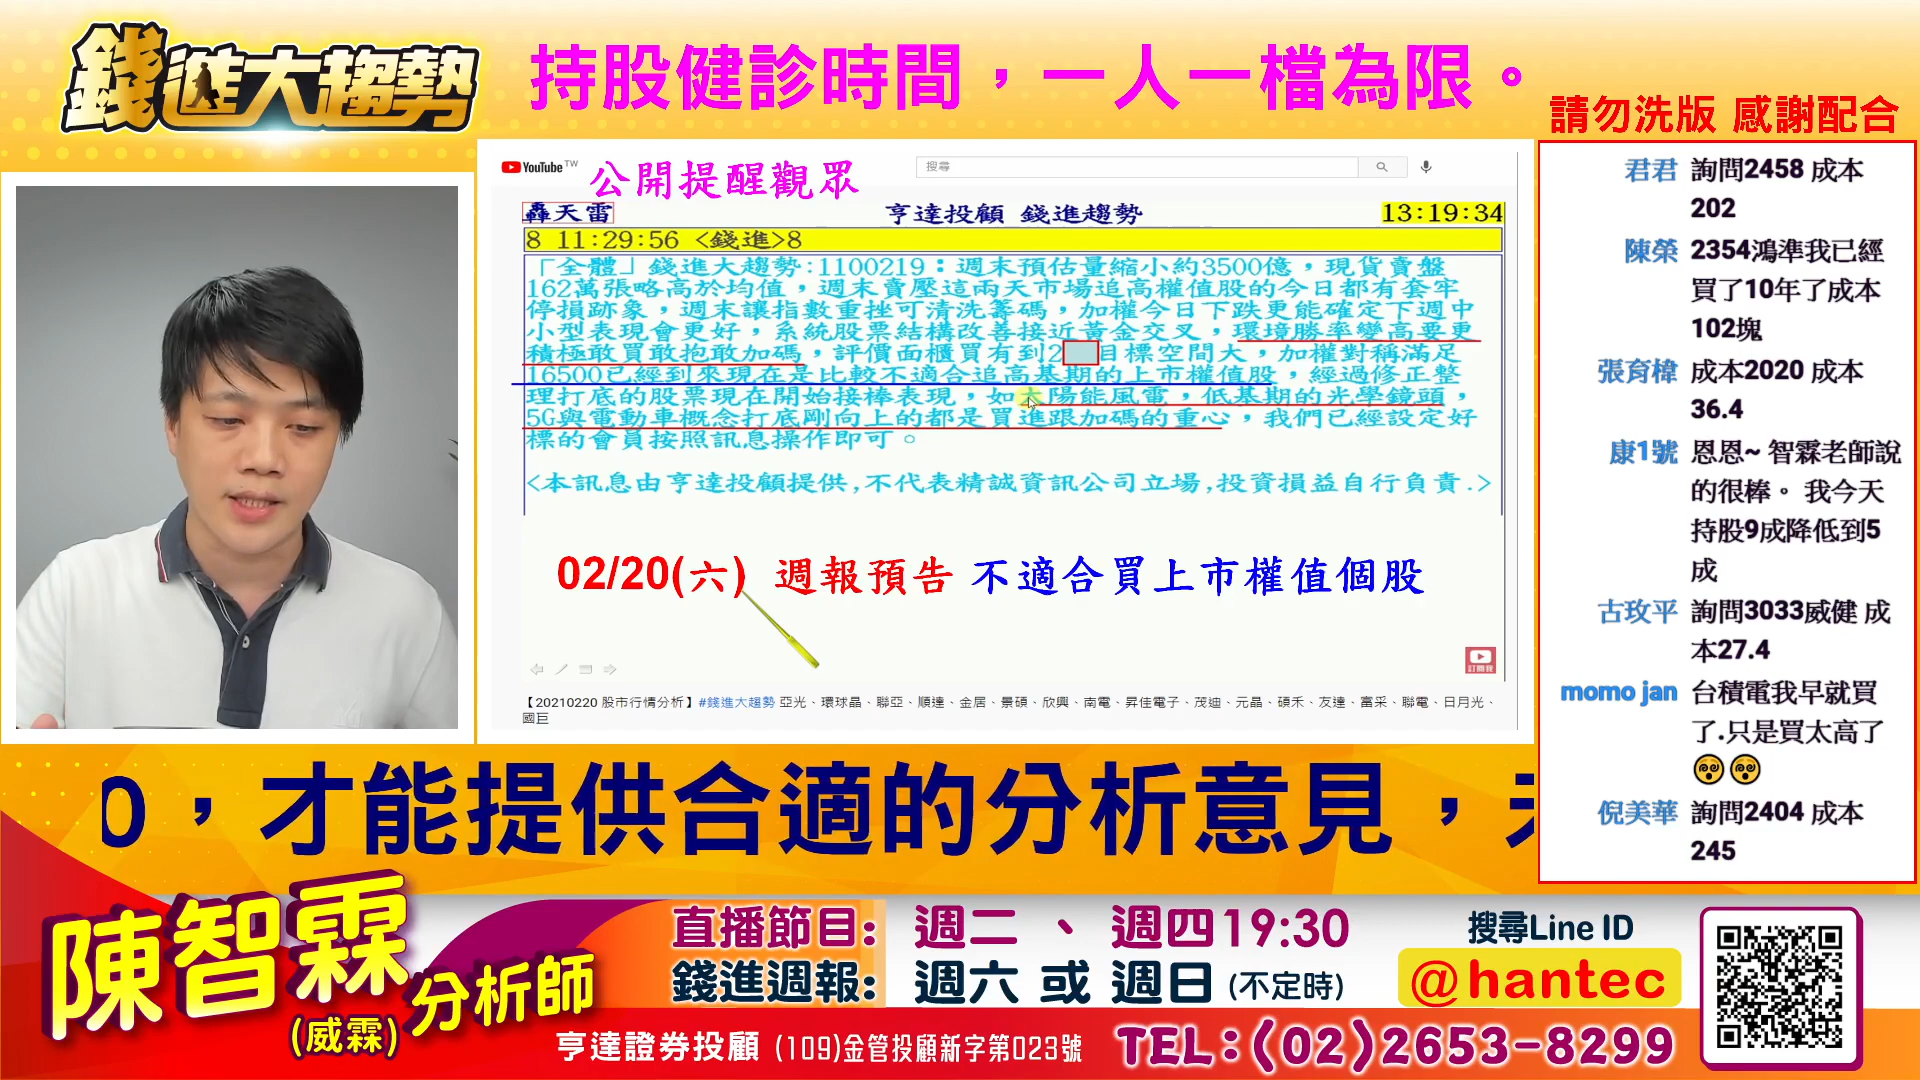 錢進大趨勢
持股健診時間，一人一檔為限。
請勿洗版 感謝配合
YouTube TW
公開提醒觀眾
搜尋
轟天雷
亨達投顧 錢進趨勢
13:19:34
8 11:29:56 <錢進>8
「全體」錢進大趨勢:1100219：週末預估量縮小約3500億，現貨賣盤
162萬張略高於均值，週末賣壓這兩天市場追高權值股的今日都有套牢
停損跡象，週末讓指數重挫可清洗籌碼，加權今日下跌更能確定下週中
小型表現會更好，系統股票結構改善接近黃金交叉，環境勝率變高要更
積極敢買敢抱敢加碼，評價面櫃買有到2 目標空間大，加權對稱滿足
16500已經到來現在是比較不適合追高基期的上市權值股，經過修正整
理打底的股票現在開始接棒表現，如太陽能風電，低基期的光學鏡頭，
5G與電動車概念打底剛向上的都是買進跟加碼的重心，我們已經設定好
標的會員按照訊息操作即可。
<本訊息由亨達投顧提供,不代表精誠資訊公司立場,投資損益自行負責.>
02/20(六) 週報預告 不適合買上市權值個股
訂閱我
【20210220 股市行情分析】#錢進大趨勢 亞光、環球晶、聯亞、順達、金居、景碩、欣興、南電、昇佳電子、茂迪、元晶、碩禾、友達、富采、聯電、日月光、
國巨
君君 詢問2458 成本
202
陳榮 2354鴻準我已經
買了10年了成本
102塊
張育樟 成本2020 成本
36.4
康1號 恩恩~ 智霖老師說
的很棒。 我今天
持股9成降低到5
成
古玫平 詢問3033威健 成
本27.4
momo jan 台積電我早就買
了.只是買太高了
倪美華 詢問2404 成本
245
0，才能提供合適的分析意見，
陳智霖
(威霖)
分析師
直播節目: 週二 、 週四19:30
錢進週報: 週六 或 週日 (不定時)
搜尋Line ID
@hantec
亨達證券投顧 (109)金管投顧新字第023號
TEL:(02)2653-8299